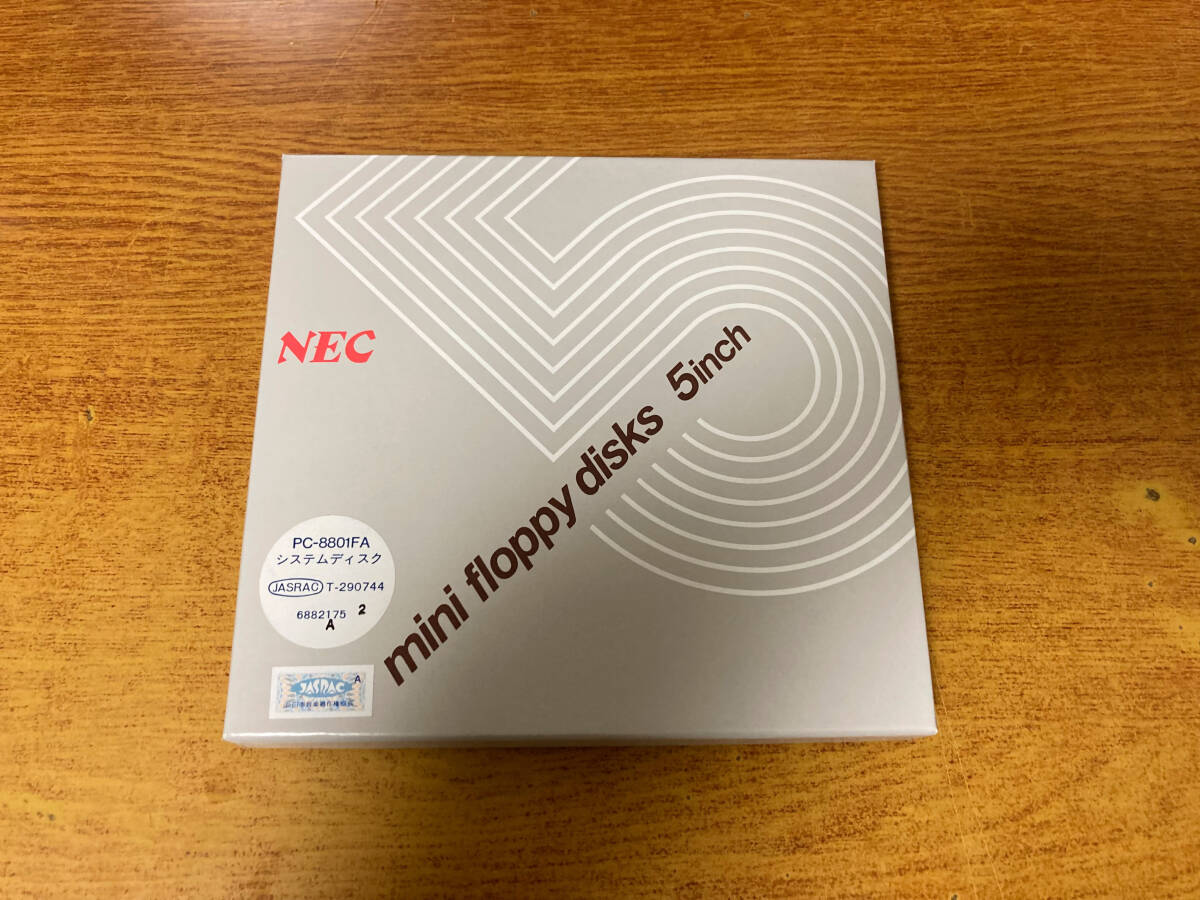 NEC
mini floppy disks 5inch
PC-8801FA
システムディスク
JASRAC T-290744
6882175 2
A
JASRAC A